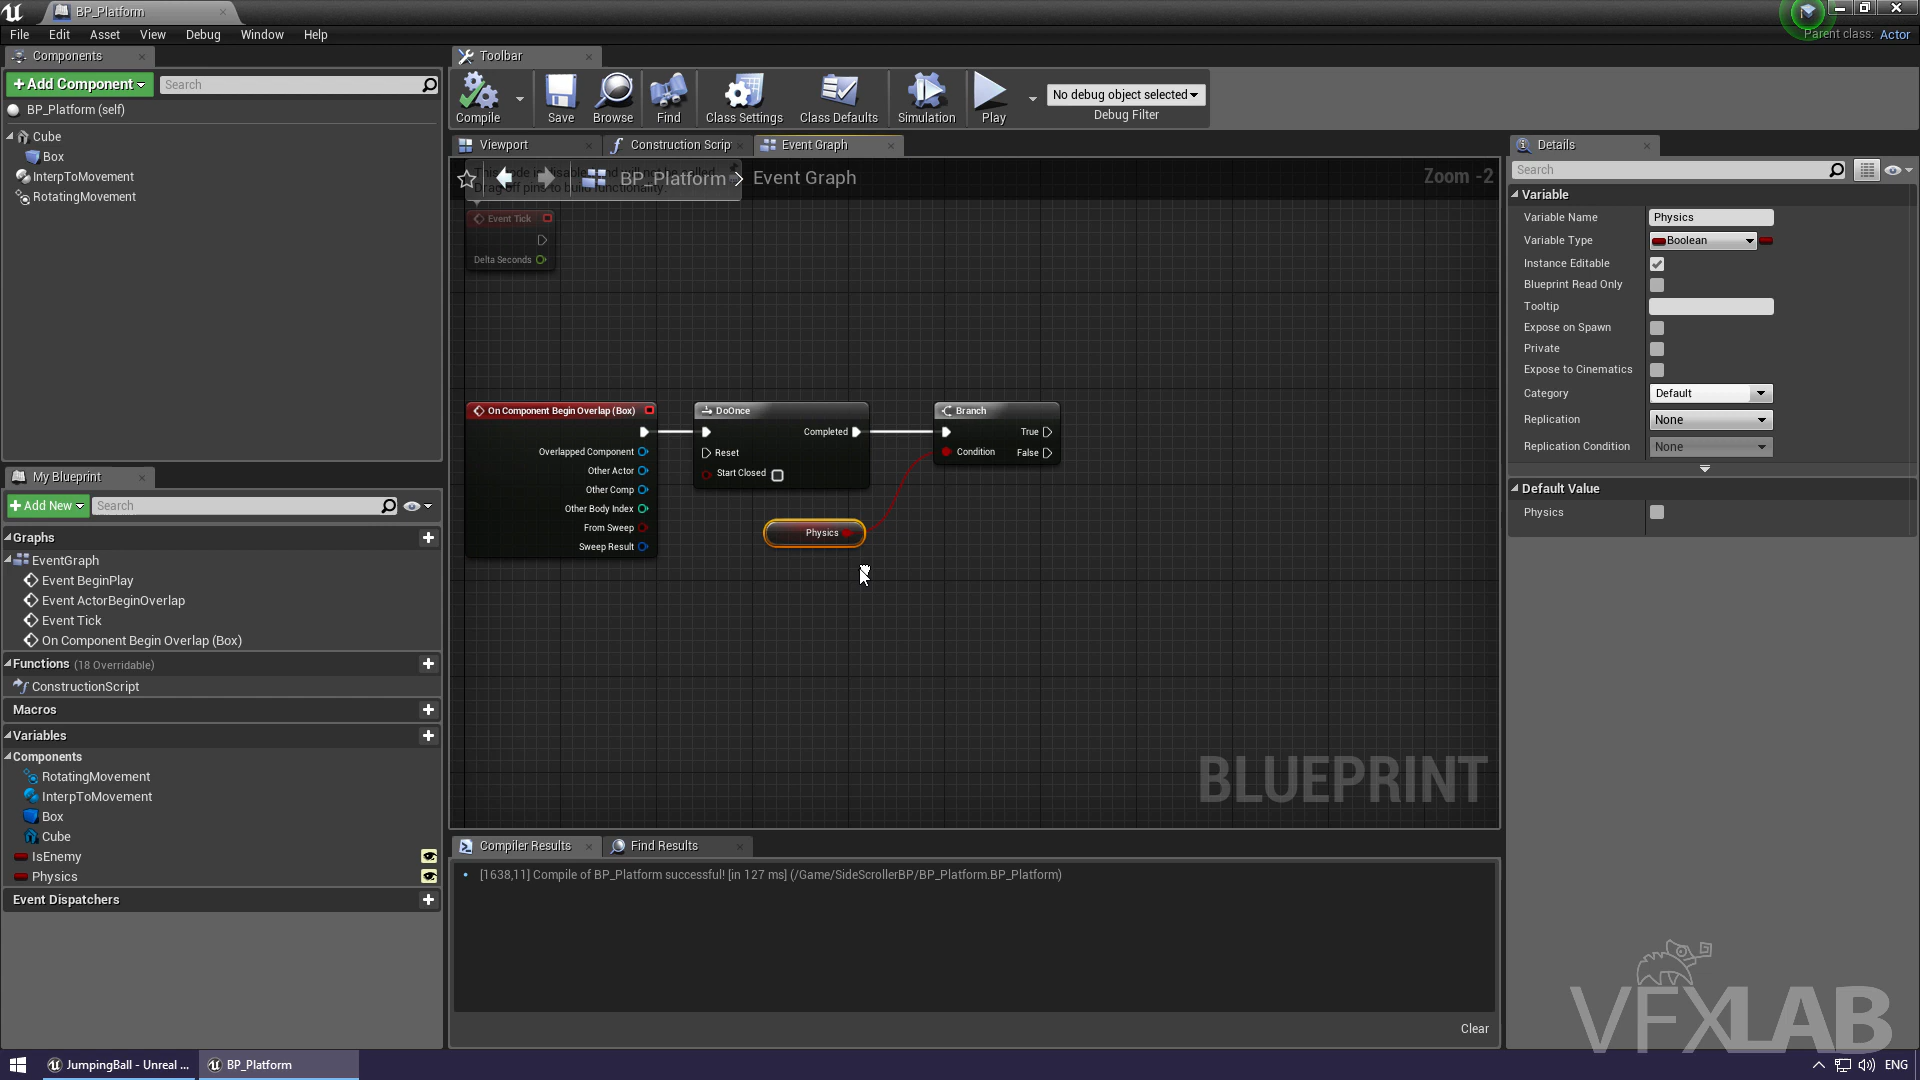 BP_Platform
File Edit Asset View Debug Window Help
Parent class: Actor
Components
Toolbar
+ Add Component
Search
BP_Platform (self)
Cube
Box
InterpToMovement
RotatingMovement
Compile
Save
Browse
Find
Class Settings
Class Defaults
Simulation
Play
No debug object selected
Debug Filter
Viewport
Construction Scrip
Event Graph
BP_Platform > Event Graph
Zoom -2
Drag off pins to build functionality.
Event Tick
Delta Seconds
On Component Begin Overlap (Box)
Overlapped Component
Other Actor
Other Comp
Other Body Index
From Sweep
Sweep Result
DoOnce
Completed
Reset
Start Closed
Branch
True
Condition
False
Physics
BLUEPRINT
My Blueprint
+ Add New
Search
Graphs
EventGraph
Event BeginPlay
Event ActorBeginOverlap
Event Tick
On Component Begin Overlap (Box)
Functions (18 Overridable)
ConstructionScript
Macros
Variables
Components
RotatingMovement
InterpToMovement
Box
Cube
IsEnemy
Physics
Event Dispatchers
Compiler Results
Find Results
[1638,11] Compile of BP_Platform successful! [in 127 ms] (/Game/SideScrollerBP/BP_Platform.BP_Platform)
Clear
Details
Search
Variable
Variable Name Physics
Variable Type Boolean
Instance Editable
Blueprint Read Only
Tooltip
Expose on Spawn
Private
Expose to Cinematics
Category Default
Replication None
Replication Condition None
Default Value
Physics
VFXLAB
JumpingBall - Unreal ...
BP_Platform
ENG